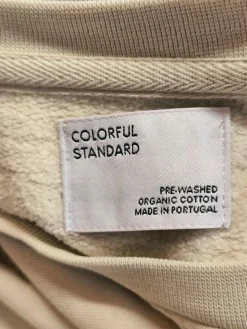 COLORFUL
STANDARD
PRE-WASHED
ORGANIC COTTON
MADE IN PORTUGAL